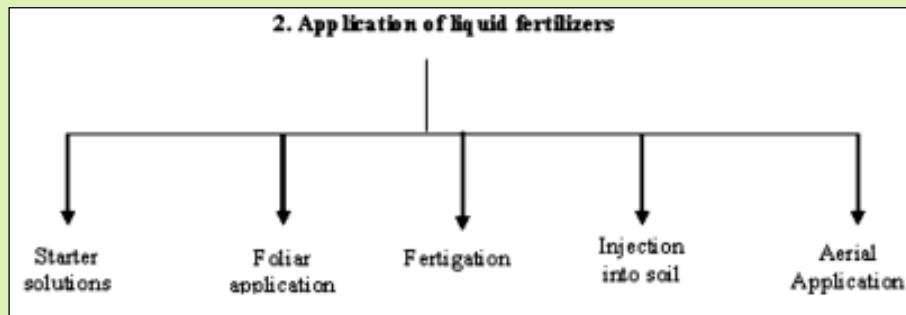 2. Application of liquid fertilizers
Starter
solutions
Foliar
application
Fertigation
Injection
into soil
Aerial
Application